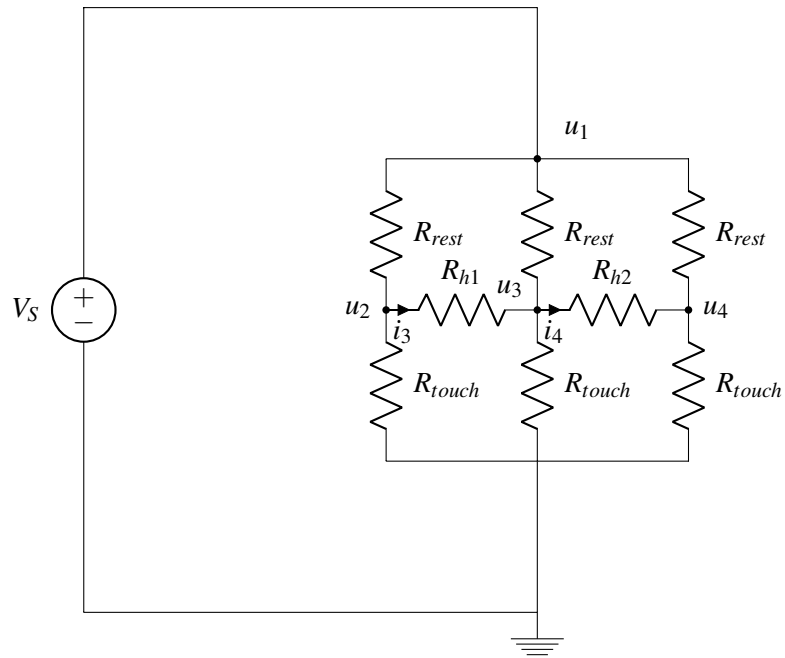 u1
Rrest Rrest Rrest
Rh1 Rh2
VS + −
u2 u3 u4
i3 i4
Rtouch Rtouch Rtouch